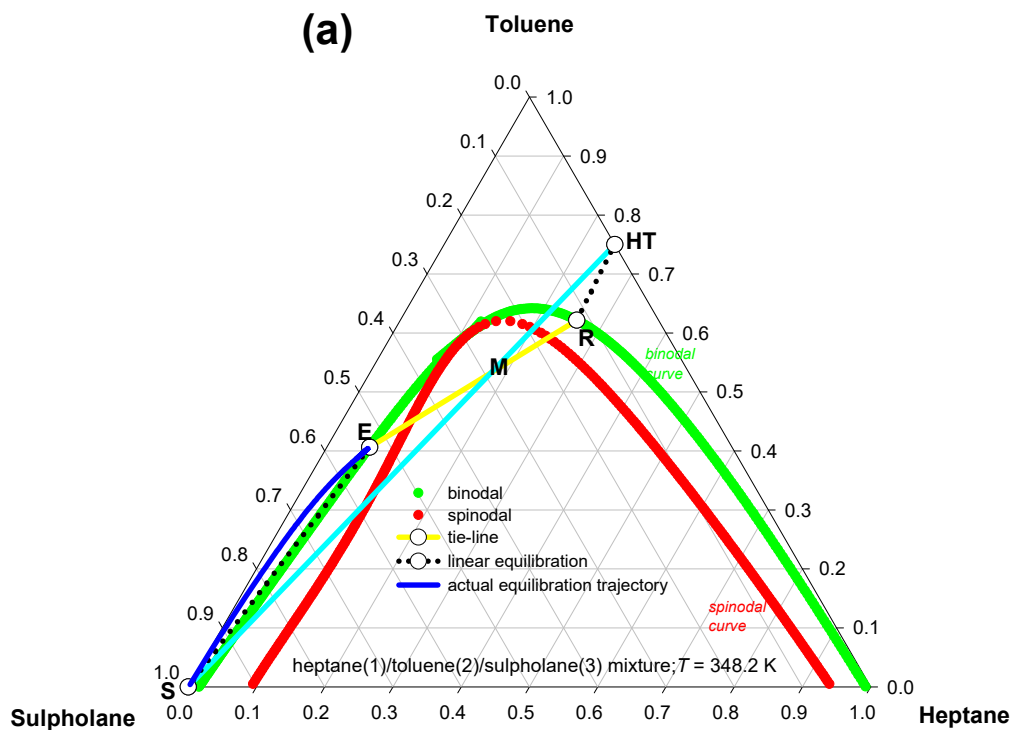 (a)
Toluene
0.0
1.0
0.1
0.9
0.2
0.8
HT
0.3
0.7
0.4
0.6
R
binodal
curve
M
0.5
0.5
E
0.6
0.4
binodal
spinodal
0.7
0.3
tie-line
linear equilibration
0.8
0.2
actual equilibration trajectory
spinodal
curve
0.9
0.1
heptane(1)/toluene(2)/sulpholane(3) mixture; T = 348.2 K
1.0
S
0.0
Sulpholane
0.0 0.1 0.2 0.3 0.4 0.5 0.6 0.7 0.8 0.9 1.0
Heptane